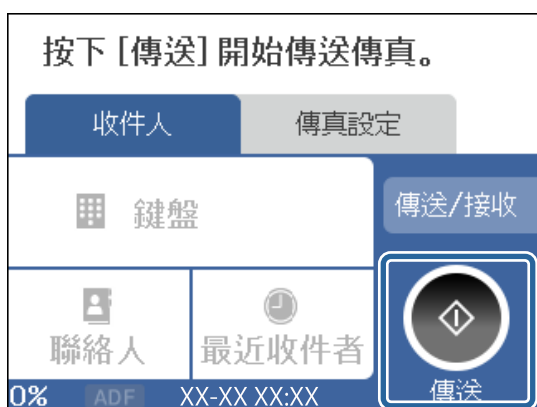 按下 [傳送] 開始傳送傳真。
收件人
傳真設定
鍵盤
傳送/接收
聯絡人
最近收件者
傳送
0%
ADF
XX-XX XX:XX